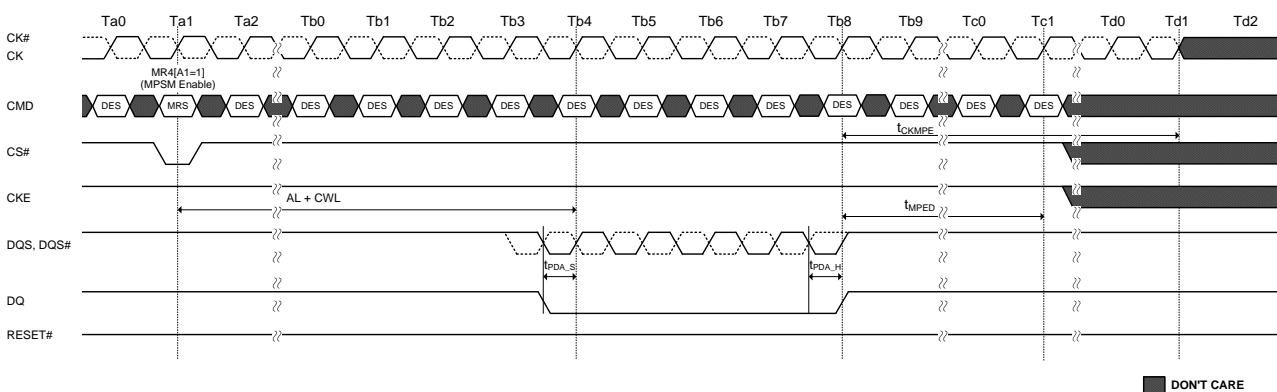 Ta0 Ta1 Ta2 Tb0 Tb1 Tb2 Tb3 Tb4 Tb5 Tb6 Tb7 Tb8 Tb9 Tc0 Tc1 Td0 Td1 Td2
CK#
CK
MR4[A1=1]
(MPSM Enable)
CMD DES MRS DES DES DES DES DES DES DES DES DES DES DES DES DES
tCKMPE
CS#
CKE
AL + CWL
tMPED
DQS, DQS#
tPDA_S tPDA_H
DQ
RESET#
DON'T CARE